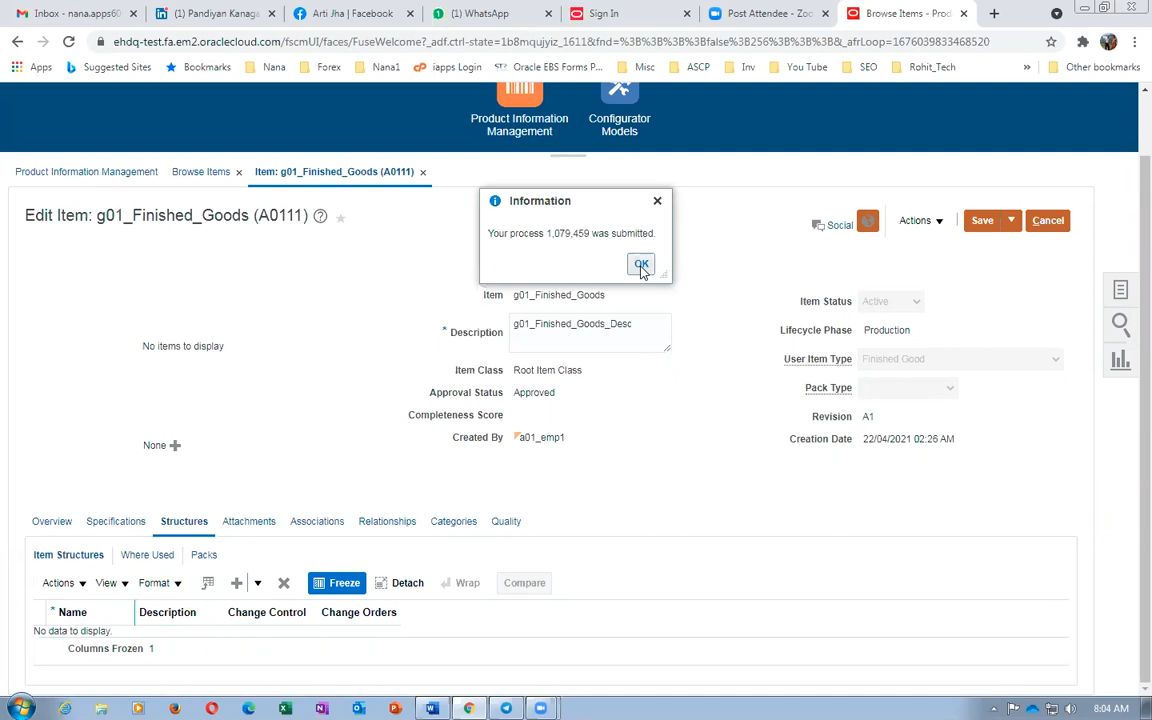 Inbox - nana.apps60
(1) Pandiyan Kanaga
Arti Jha | Facebook
(1) WhatsApp
Sign In
Post Attendee - Zoo
Browse Items - Prod
ehdq-test.fa.em2.oraclecloud.com/fscmUI/faces/FuseWelcome?_adf.ctrl-state=1b8mqujyiz_1611&fnd=%3B%3B%3B%3Bfalse%3B256%3B%3B%3B&_afrLoop=1676039833468520
Apps Suggested Sites Bookmarks Nana Forex Nana1 iapps Login Oracle EBS Forms P... Misc ASCP Inv You Tube SEO Rohit_Tech » Other bookmarks
Product Information
Management
Configurator
Models
Product Information Management Browse Items Item: g01_Finished_Goods (A0111)
Edit Item: g01_Finished_Goods (A0111)
Social Actions Save Cancel
Information
Your process 1,079,459 was submitted.
OK
Item g01_Finished_Goods
* Description g01_Finished_Goods_Desc
Item Class Root Item Class
Approval Status Approved
Completeness Score
Created By a01_emp1
No items to display
None
Item Status Active
Lifecycle Phase Production
User Item Type Finished Good
Pack Type
Revision A1
Creation Date 22/04/2021 02:26 AM
Overview Specifications Structures Attachments Associations Relationships Categories Quality
Item Structures Where Used Packs
Actions View Format Freeze Detach Wrap Compare
* Name Description Change Control Change Orders
No data to display.
Columns Frozen 1
8:04 AM